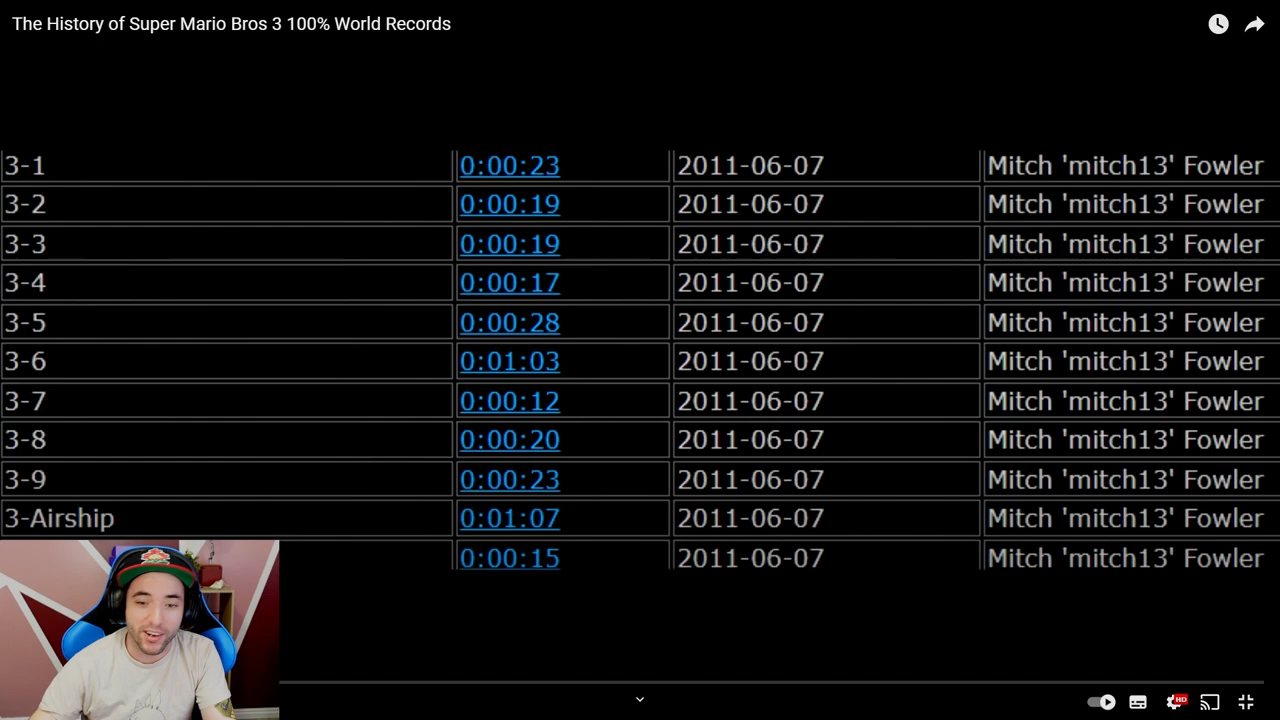 The History of Super Mario Bros 3 100% World Records
3-1 0:00:23 2011-06-07 Mitch 'mitch13' Fowler
3-2 0:00:19 2011-06-07 Mitch 'mitch13' Fowler
3-3 0:00:19 2011-06-07 Mitch 'mitch13' Fowler
3-4 0:00:17 2011-06-07 Mitch 'mitch13' Fowler
3-5 0:00:28 2011-06-07 Mitch 'mitch13' Fowler
3-6 0:01:03 2011-06-07 Mitch 'mitch13' Fowler
3-7 0:00:12 2011-06-07 Mitch 'mitch13' Fowler
3-8 0:00:20 2011-06-07 Mitch 'mitch13' Fowler
3-9 0:00:23 2011-06-07 Mitch 'mitch13' Fowler
3-Airship 0:01:07 2011-06-07 Mitch 'mitch13' Fowler
0:00:15 2011-06-07 Mitch 'mitch13' Fowler
HD